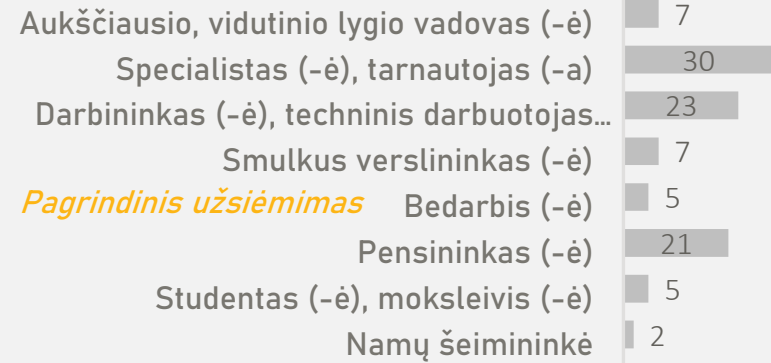 Aukščiausio, vidutinio lygio vadovas (-ė) 7
Specialistas (-ė), tarnautojas (-a) 30
Darbininkas (-ė), techninis darbuotojas... 23
Smulkus verslininkas (-ė) 7
Pagrindinis užsiėmimas Bedarbis (-ė) 5
Pensininkas (-ė) 21
Studentas (-ė), moksleivis (-ė) 5
Namų šeimininkė 2